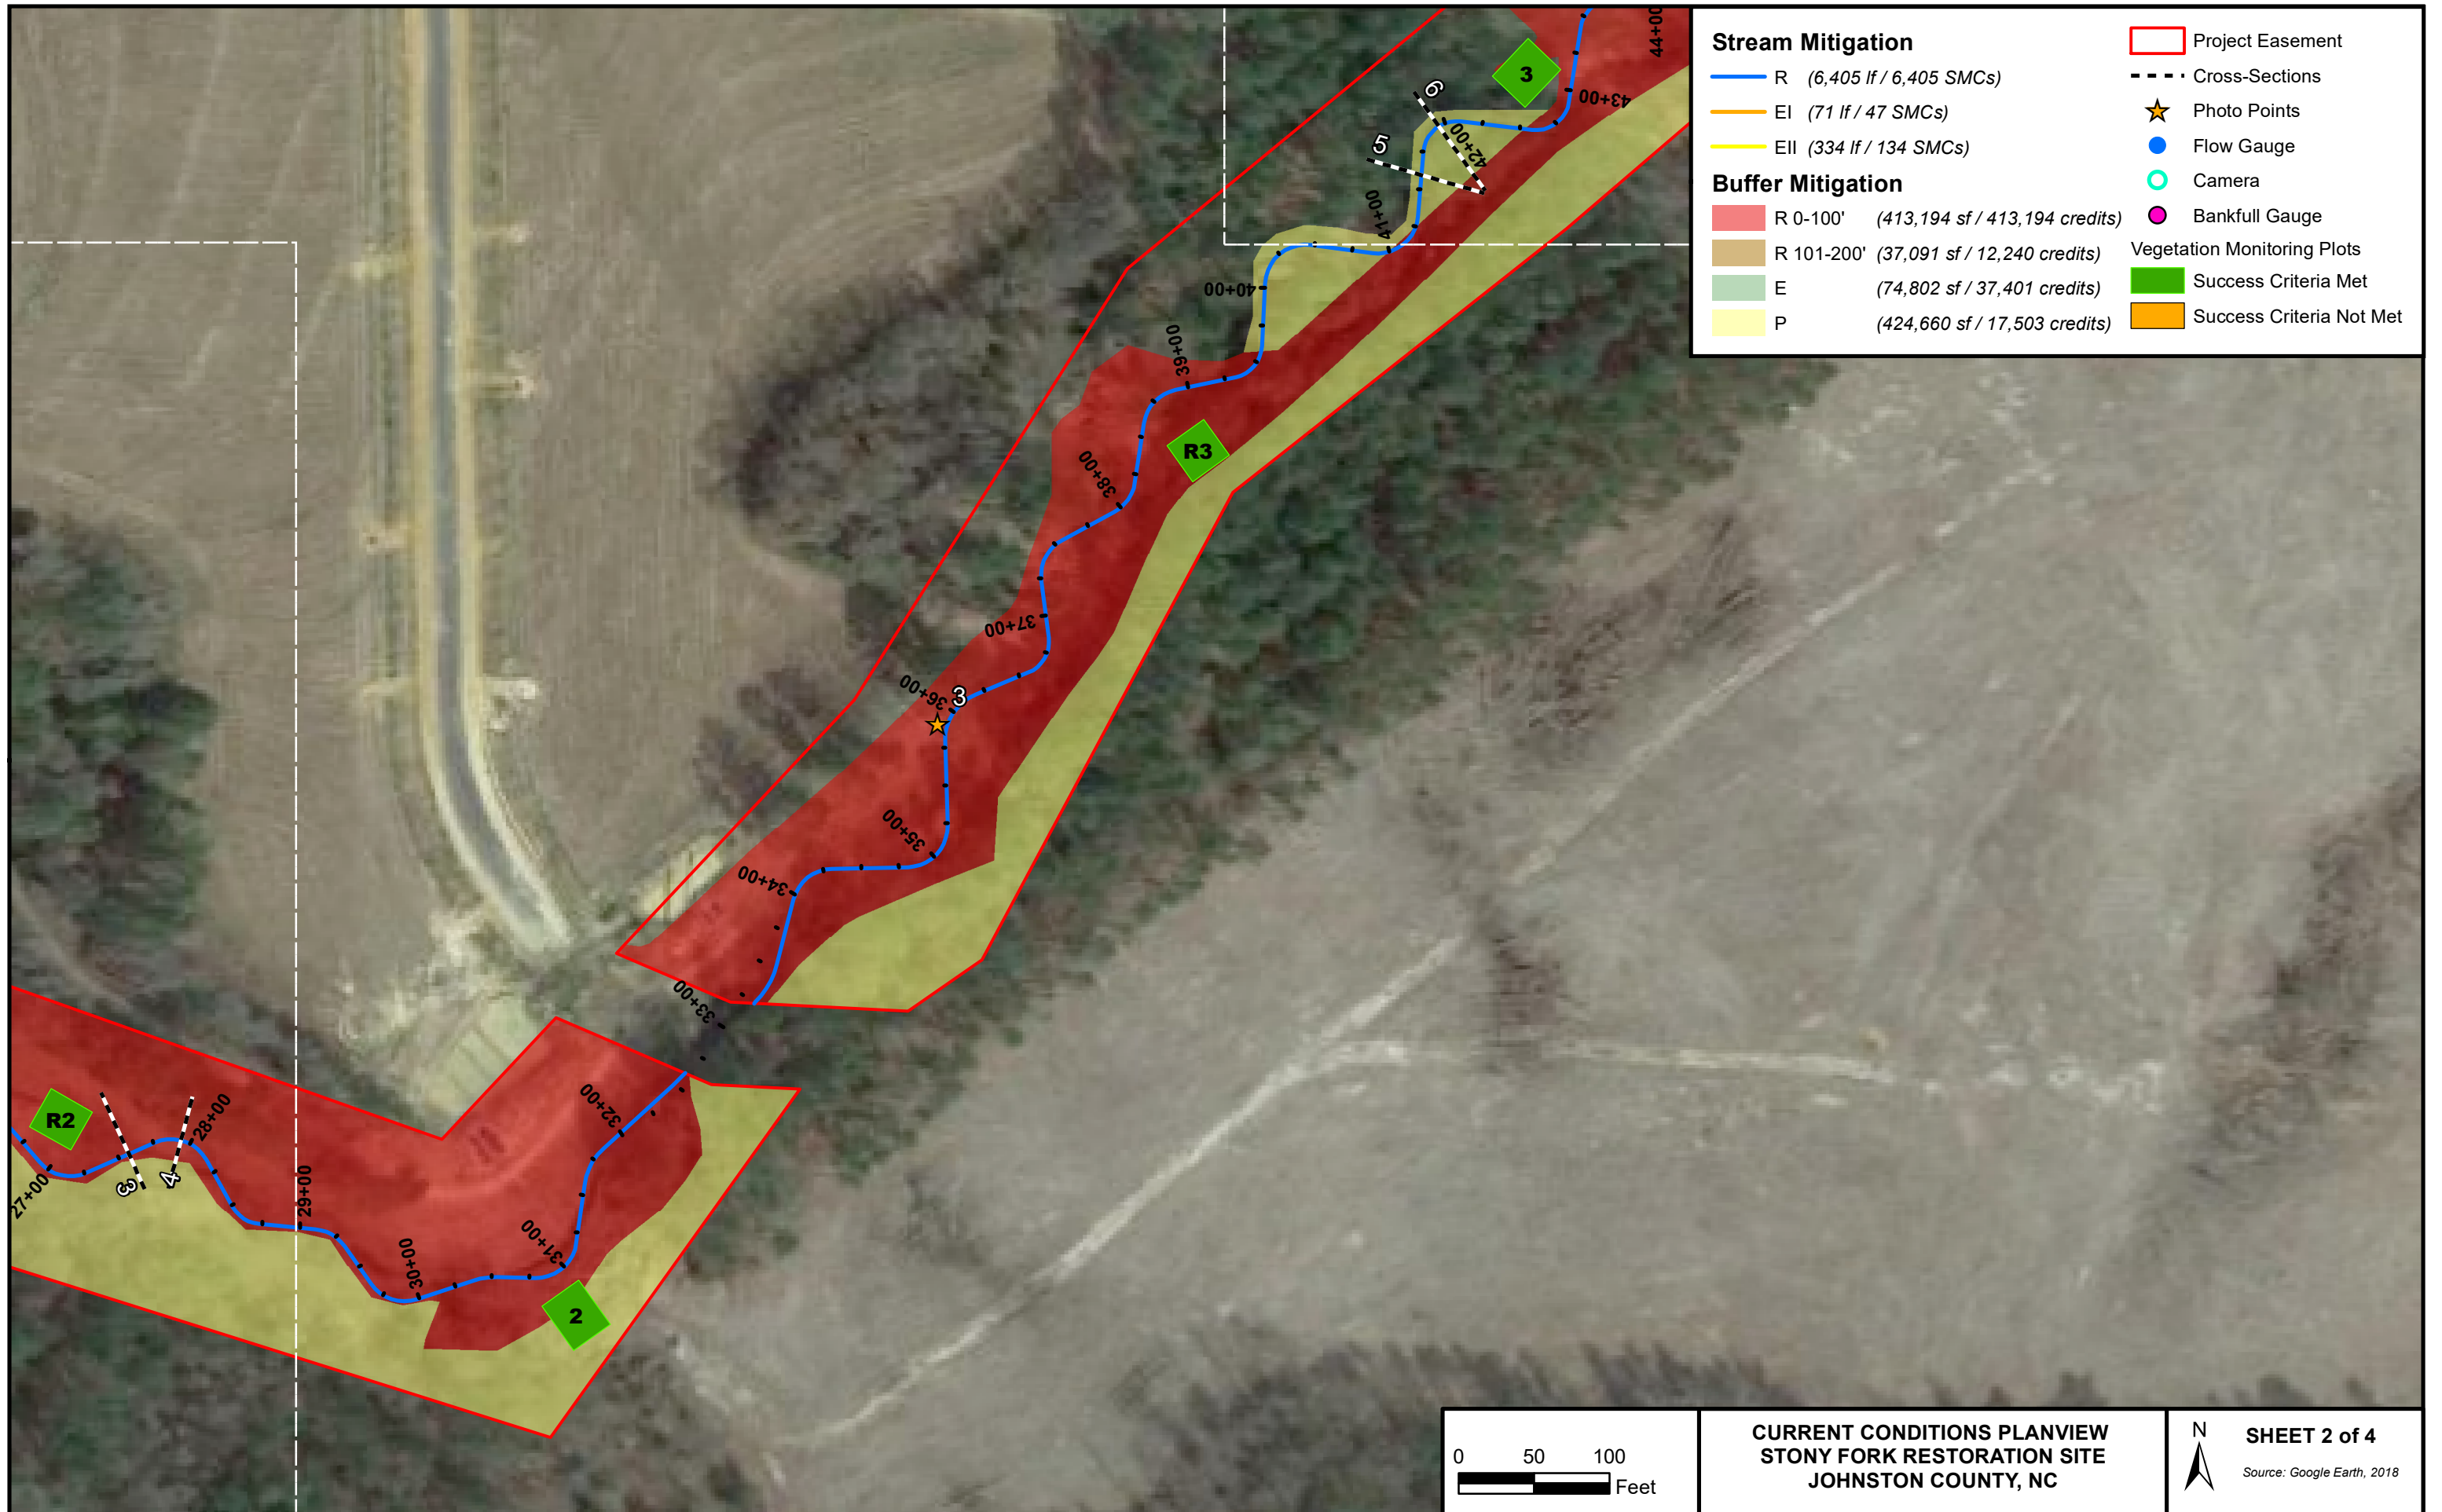 Stream Mitigation
R (6,405 lf / 6,405 SMCs)
EI (71 lf / 47 SMCs)
EII (334 lf / 134 SMCs)
Buffer Mitigation
R 0-100' (413,194 sf / 413,194 credits)
R 101-200' (37,091 sf / 12,240 credits)
E (74,802 sf / 37,401 credits)
P (424,660 sf / 17,503 credits)
Project Easement
Cross-Sections
Photo Points
Flow Gauge
Camera
Bankfull Gauge
Vegetation Monitoring Plots
Success Criteria Met
Success Criteria Not Met
44+00
3
43+00
6
42+00
5
41+00
40+00
39+00
R3
38+00
37+00
36+00
3
35+00
34+00
33+00
32+00
R2
28+00
3
4
27+00
29+00
30+00
31+00
2
0 50 100
Feet
CURRENT CONDITIONS PLANVIEW
STONY FORK RESTORATION SITE
JOHNSTON COUNTY, NC
N
SHEET 2 of 4
Source: Google Earth, 2018